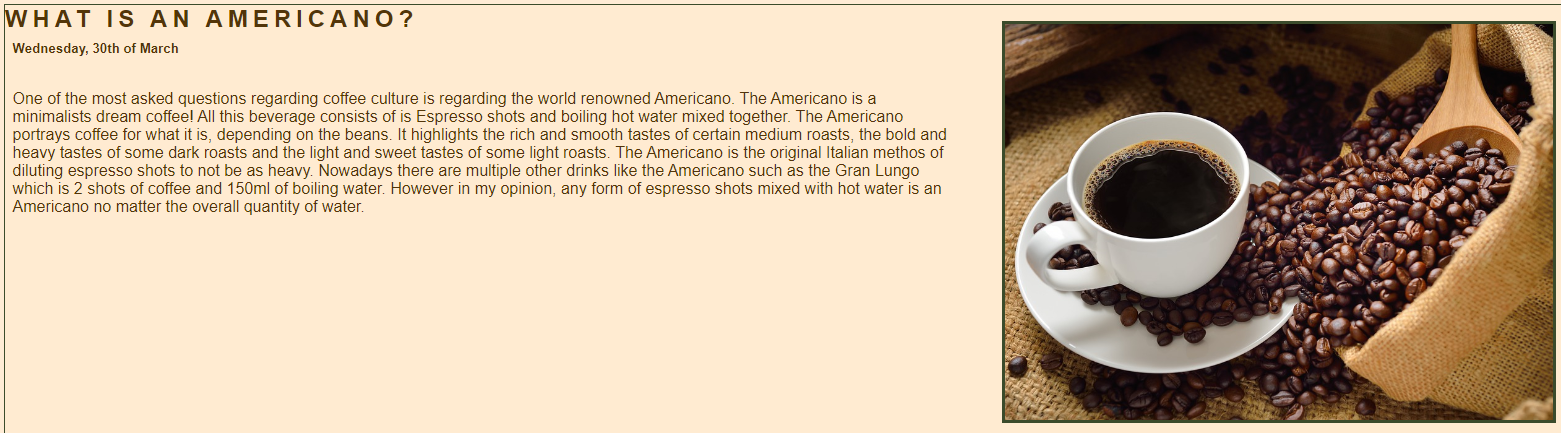 WHAT IS AN AMERICANO?
Wednesday, 30th of March
One of the most asked questions regarding coffee culture is regarding the world renowned Americano. The Americano is a
minimalists dream coffee! All this beverage consists of is Espresso shots and boiling hot water mixed together. The Americano
portrays coffee for what it is, depending on the beans. It highlights the rich and smooth tastes of certain medium roasts, the bold and
heavy tastes of some dark roasts and the light and sweet tastes of some light roasts. The Americano is the original Italian methos of
diluting espresso shots to not be as heavy. Nowadays there are multiple other drinks like the Americano such as the Gran Lungo
which is 2 shots of coffee and 150ml of boiling water. However in my opinion, any form of espresso shots mixed with hot water is an
Americano no matter the overall quantity of water.